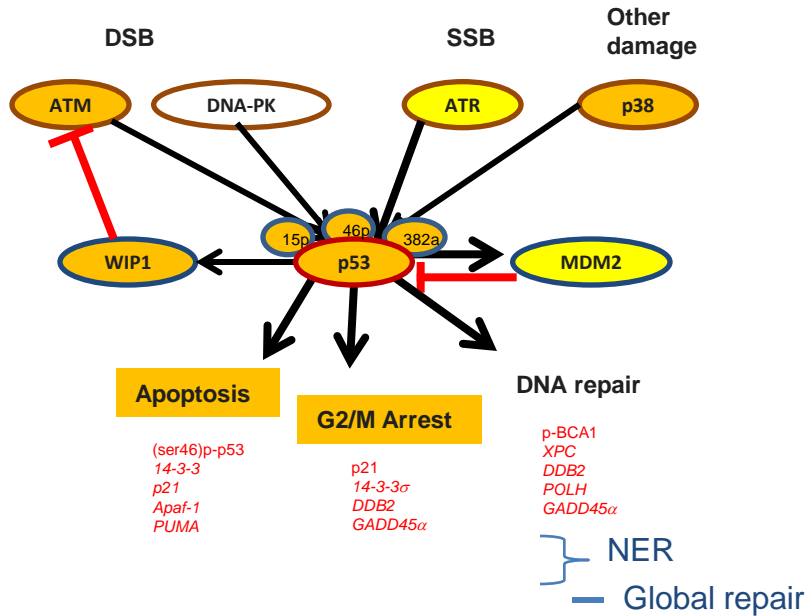 DSB
SSB
Other
damage
ATM
DNA-PK
ATR
p38
15p
46p
382a
WIP1
p53
MDM2
Apoptosis
G2/M Arrest
DNA repair
(ser46)p-p53
14-3-3
p21
Apaf-1
PUMA
p21
14-3-3σ
DDB2
GADD45α
p-BCA1
XPC
DDB2
POLH
GADD45α
NER
Global repair